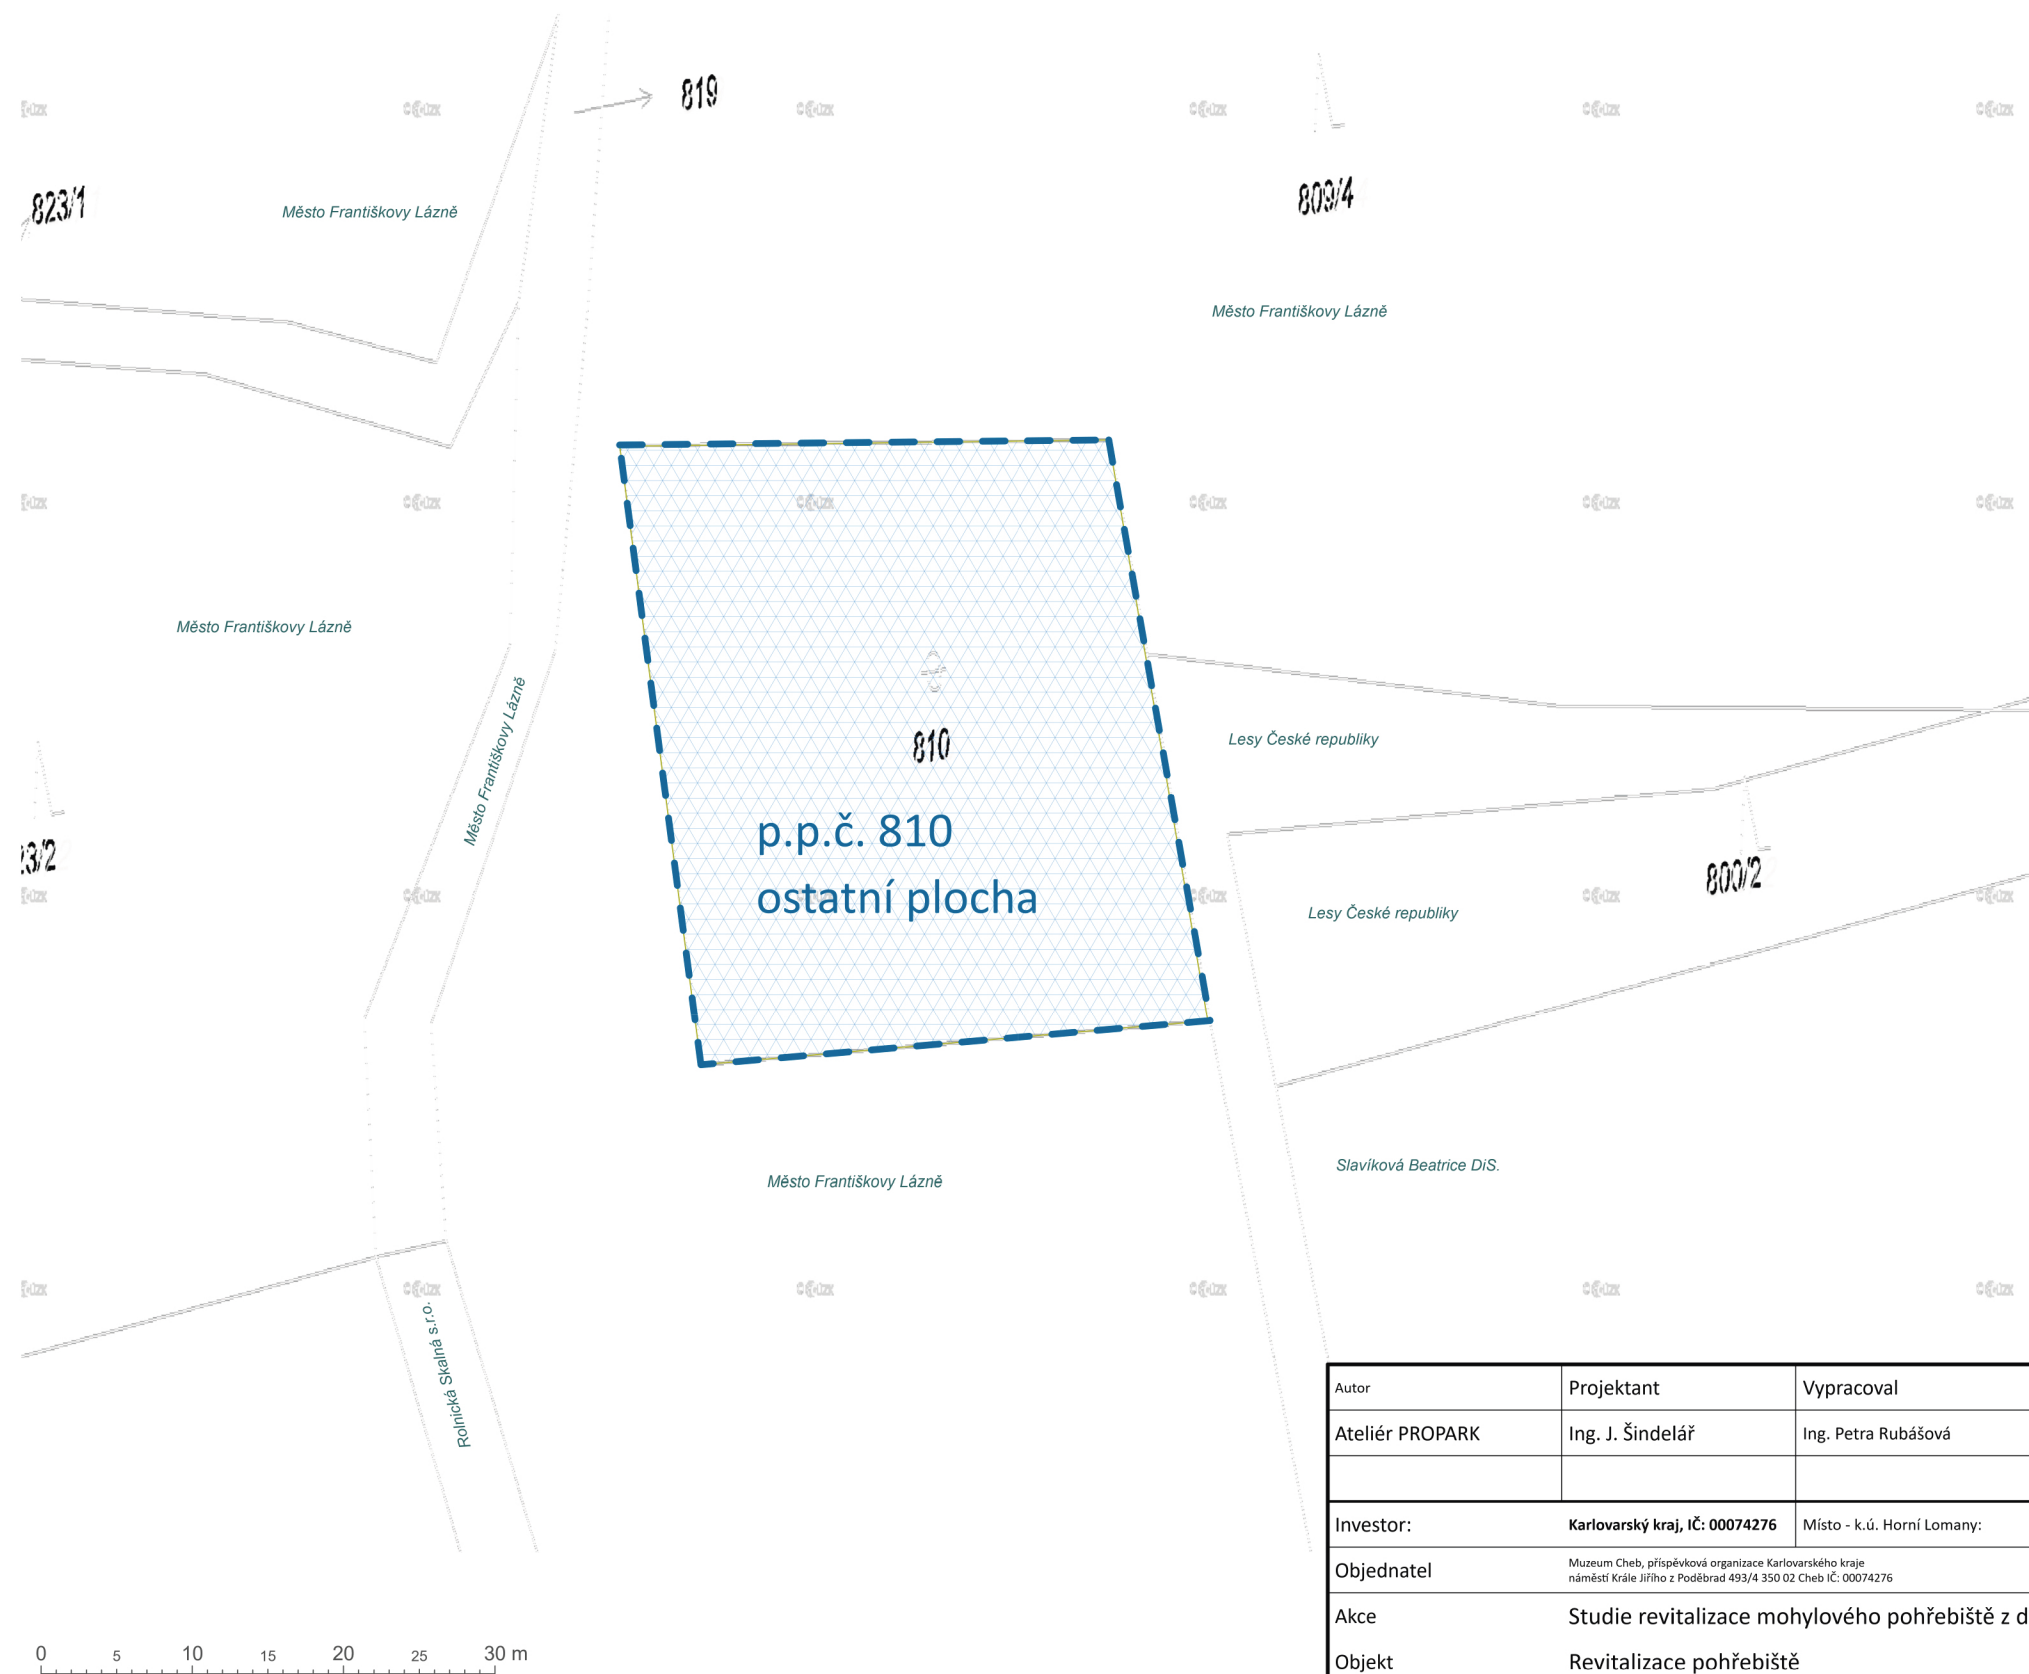 819
823/1
809/4
Město Františkovy Lázně
Město Františkovy Lázně
Město Františkovy Lázně
Město Františkovy Lázně
Lesy České republiky
810
p.p.č. 810
ostatní plocha
23/2
800/2
Lesy České republiky
Slavíková Beatrice DiS.
Město Františkovy Lázně
Rolnická Skalná s.r.o.
Autor Projektant Vypracoval
Ateliér PROPARK Ing. J. Šindelář Ing. Petra Rubášová
Investor: Karlovarský kraj, IČ: 00074276 Místo - k.ú. Horní Lomany:
Objednatel Muzeum Cheb, příspěvková organizace Karlovarského kraje
náměstí Krále Jiřího z Poděbrad 493/4 350 02 Cheb IČ: 00074276
Akce Studie revitalizace mohylového pohřebiště z d
Objekt Revitalizace pohřebiště
0 5 10 15 20 25 30 m